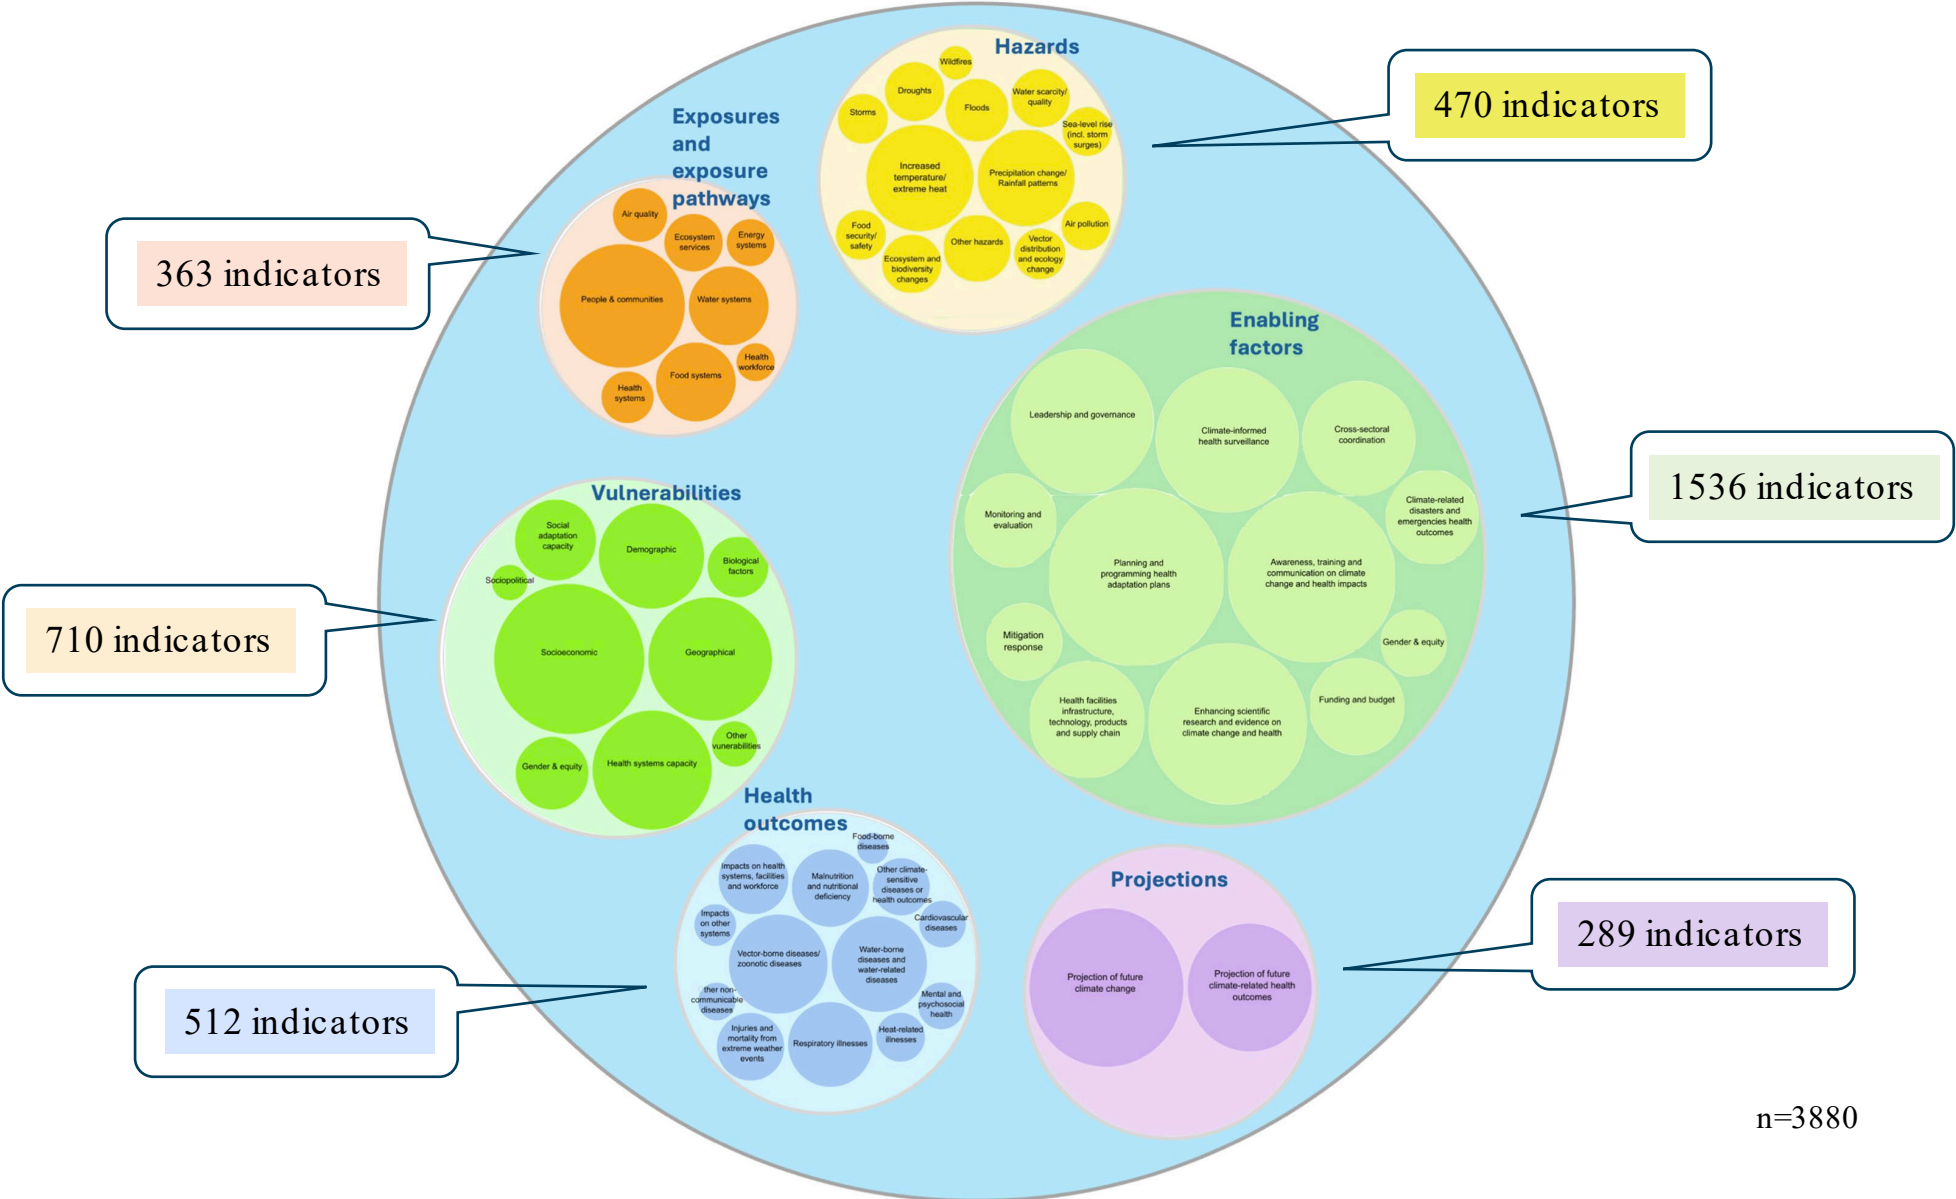 Hazards
Wildfires
Droughts
Floods
Water scarcity/
quality
Storms
Sea-level rise
(incl. storm
surges)
Increased
temperature/
extreme heat
Precipitation change/
Rainfall patterns
Food
security/
safety
Ecosystem and
biodiversity
changes
Other hazards
Vector
distribution
and ecology
change
Air pollution
470 indicators
Exposures
and
exposure
pathways
Air quality
Ecosystem
services
Energy
systems
People & communities
Water systems
Health
systems
Food systems
Health
workforce
363 indicators
Enabling
factors
Leadership and governance
Climate-informed
health surveillance
Cross-sectoral
coordination
Monitoring and
evaluation
Climate-related
disasters and
emergencies health
outcomes
Planning and
programming health
adaptation plans
Awareness, training and
communication on climate
change and health impacts
Mitigation
response
Gender & equity
Health facilities
infrastructure,
technology, products
and supply chain
Enhancing scientific
research and evidence on
climate change and health
Funding and budget
1536 indicators
Vulnerabilities
Social
adaptation
capacity
Demographic
Biological
factors
Sociopolitical
Socioeconomic
Geographical
Gender & equity
Health systems capacity
Other
vunerabilities
710 indicators
Health
outcomes
Food-borne
diseases
Impacts on health
systems, facilities
and workforce
Malnutrition
and nutritional
deficiency
Other climate-
sensitive
diseases or
health outcomes
Impacts
on other
systems
Cardiovascular
diseases
Vector-borne diseases/
zoonotic diseases
Water-borne
diseases and
water-related
diseases
ther non-
communicable
diseases
Mental and
psychosocial
health
Injuries and
mortality from
extreme weather
events
Respiratory illnesses
Heat-related
illnesses
512 indicators
Projections
Projection of future
climate change
Projection of future
climate-related health
outcomes
289 indicators
n=3880